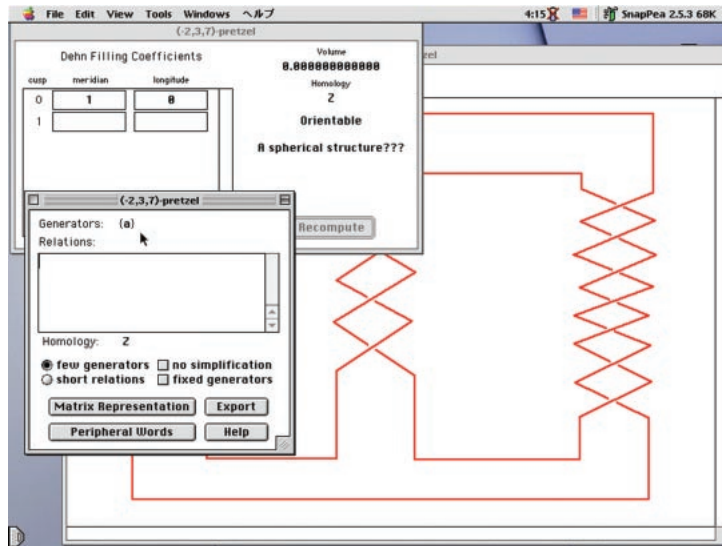 File Edit View Tools Windows ヘルプ 4:15 SnapPea 2.5.3 68K
(-2,3,7)-pretzel
Dehn Filling Coefficients
cusp meridian longitude
0 1 0
1
Volume
0.000000000000
Homology
Z
Orientable
A spherical structure???
Recompute
zel
(-2,3,7)-pretzel
Generators: (a)
Relations:
Homology: Z
few generators no simplification
short relations fixed generators
Matrix Representation Export
Peripheral Words Help